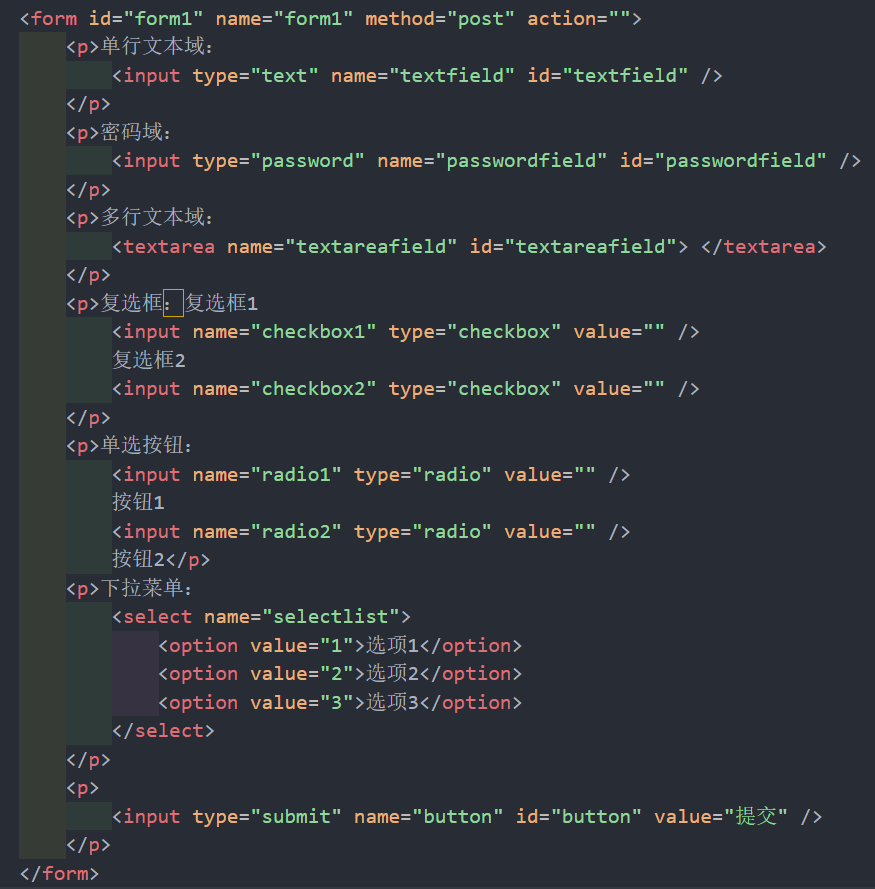 <form id="form1" name="form1" method="post" action="">
<p>单行文本域:
<input type="text" name="textfield" id="textfield" />
</p>
<p>密码域:
<input type="password" name="passwordfield" id="passwordfield" />
</p>
<p>多行文本域:
<textarea name="textareafield" id="textareafield"> </textarea>
</p>
<p>复选框：复选框1
<input name="checkbox1" type="checkbox" value="" />
复选框2
<input name="checkbox2" type="checkbox" value="" />
</p>
<p>单选按钮:
<input name="radio1" type="radio" value="" />
按钮1
<input name="radio2" type="radio" value="" />
按钮2</p>
<p>下拉菜单:
<select name="selectlist">
<option value="1">选项1</option>
<option value="2">选项2</option>
<option value="3">选项3</option>
</select>
</p>
<p>
<input type="submit" name="button" id="button" value="提交" />
</p>
</form>